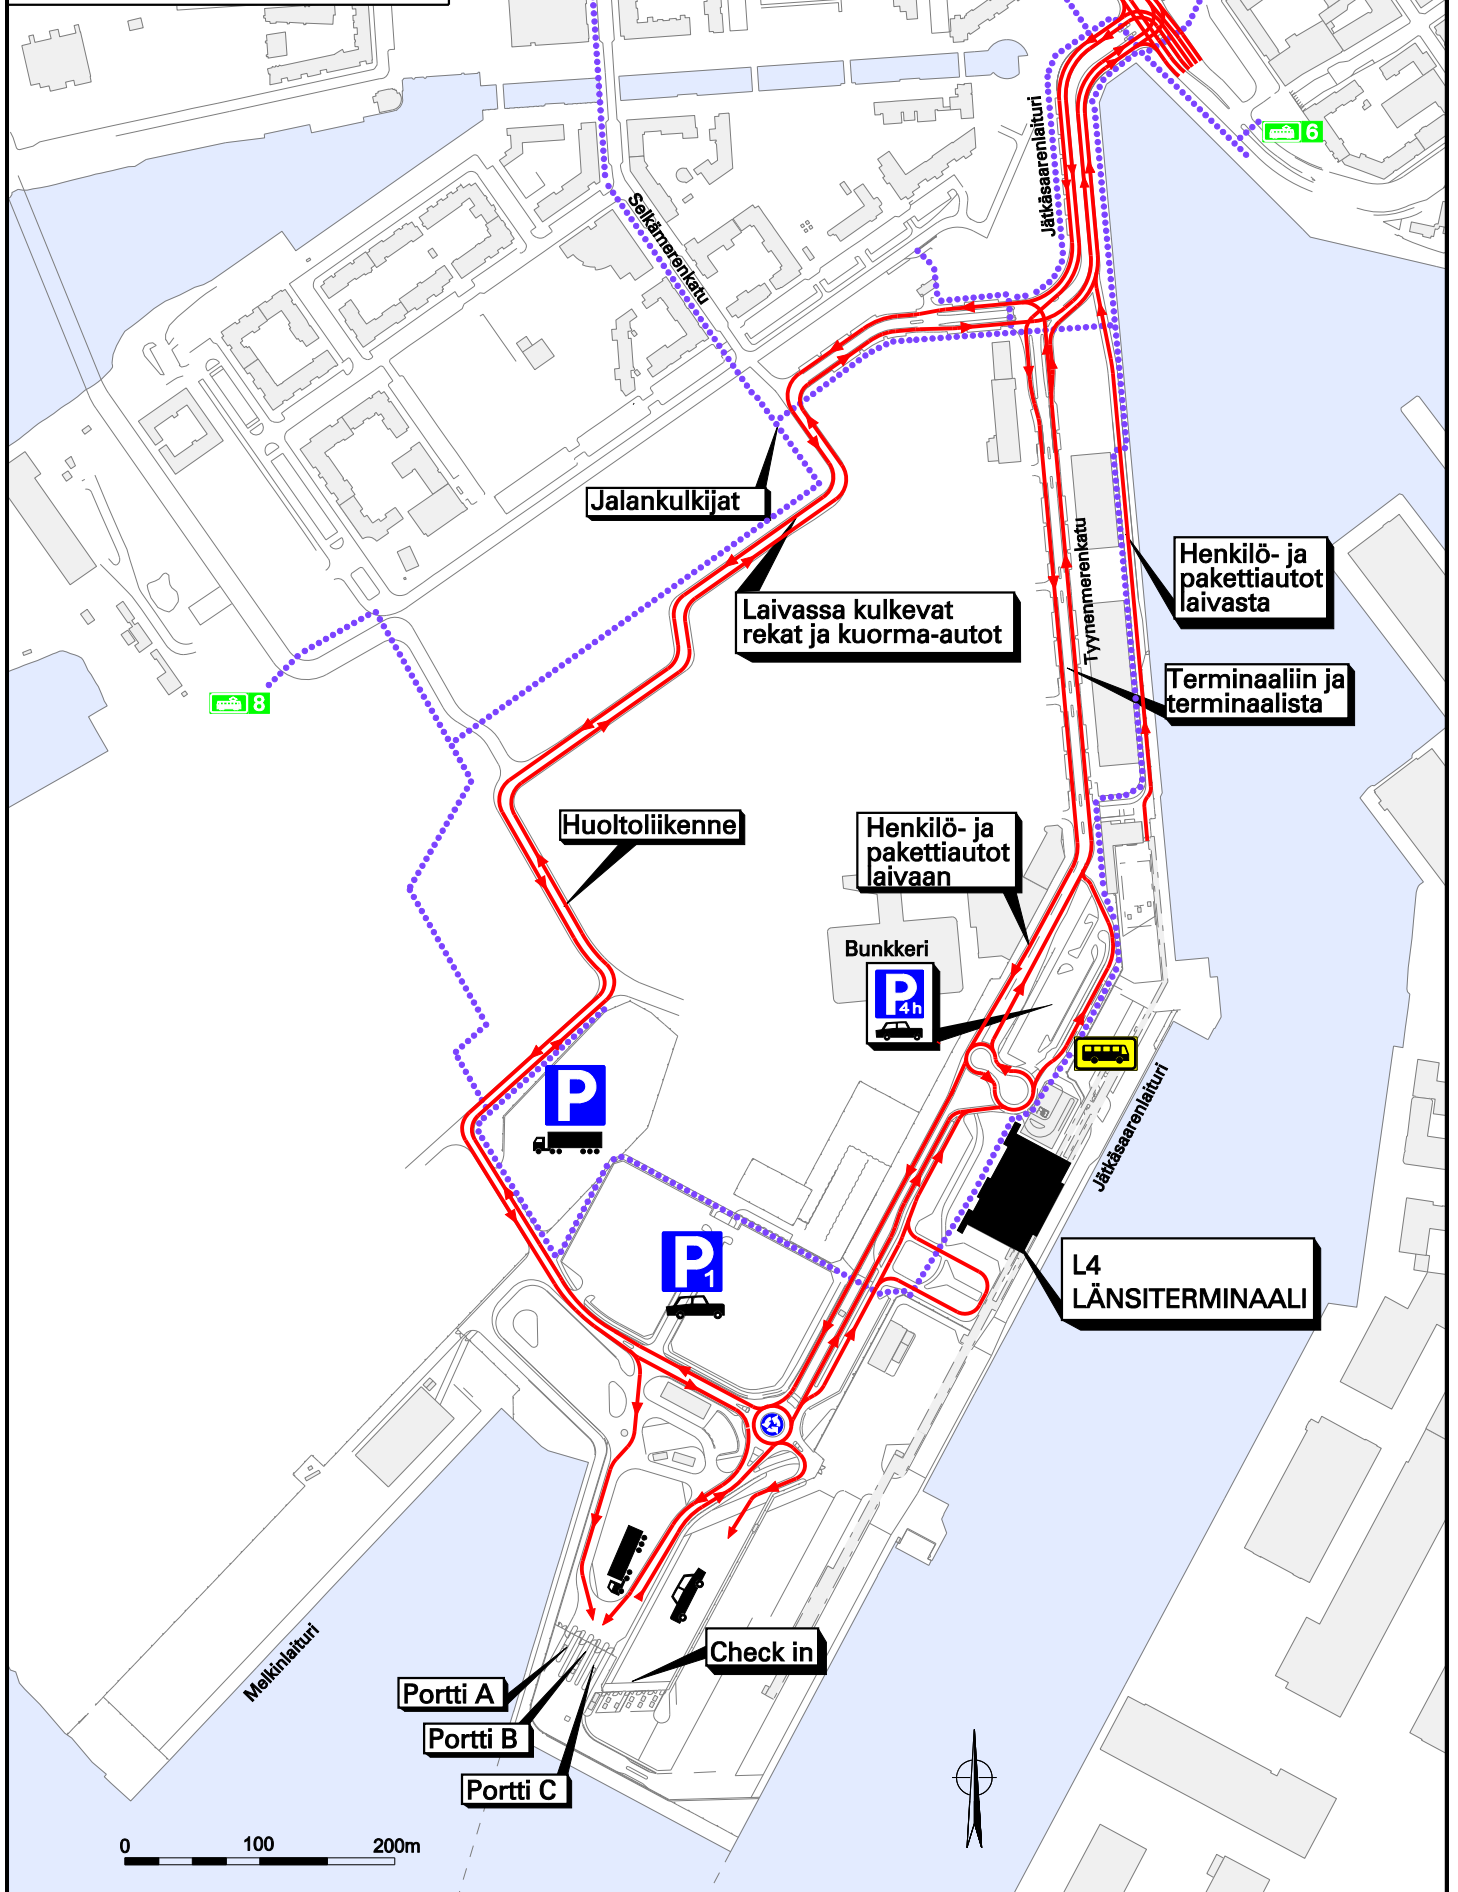 6
Jätkäsaarenlaituri
Selkämerenkatu
Jalankulkijat
Henkilö- ja
pakettiautot
laivasta
Laivassa kulkevat
rekat ja kuorma-autot
Tyynenmerenkatu
Terminaaliin ja
terminaalista
8
Huoltoliikenne
Henkilö- ja
pakettiautot
laivaan
Bunkkeri
P
4h
P
Jätkäsaarenlaituri
P
1
L4
LÄNSITERMINAALI
Melkinlaituri
Check in
Portti A
Portti B
Portti C
0 100 200m